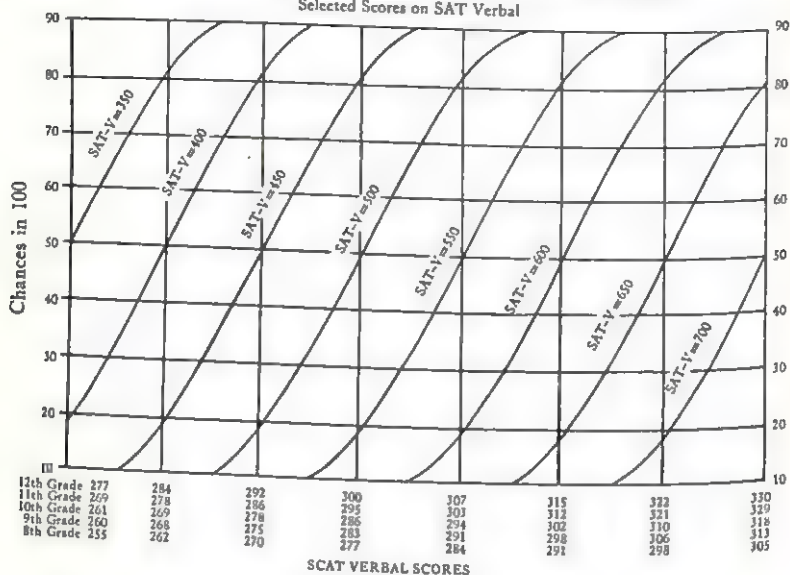 Selected Scores on SAT Verbal
90 90
80 80
70 70
60 60
50 50
40 40
30 30
20 20
10
Chances in 100
SAT-V=350
SAT-V=400
SAT-V=450
SAT-V=500
SAT-V=550
SAT-V=600
SAT-V=650
SAT-V=700
12th Grade 277 284 292 300 307 315 322 330
11th Grade 269 278 286 295 303 312 321 329
10th Grade 261 269 278 286 294 302 310 318
9th Grade 260 268 275 283 291 298 306 313
8th Grade 255 262 270 277 284 291 298 305
SCAT VERBAL SCORES